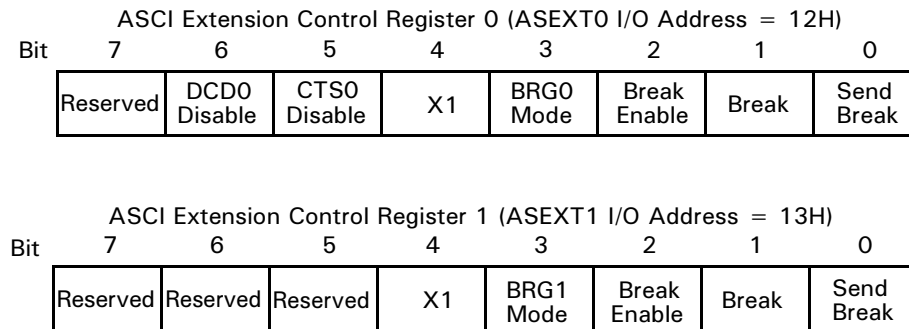 ASCI Extension Control Register 0 (ASEXT0 I/O Address = 12H)
Bit 7 6 5 4 3 2 1 0
Reserved DCD0 Disable CTS0 Disable X1 BRG0 Mode Break Enable Break Send Break
ASCI Extension Control Register 1 (ASEXT1 I/O Address = 13H)
Bit 7 6 5 4 3 2 1 0
Reserved Reserved Reserved X1 BRG1 Mode Break Enable Break Send Break